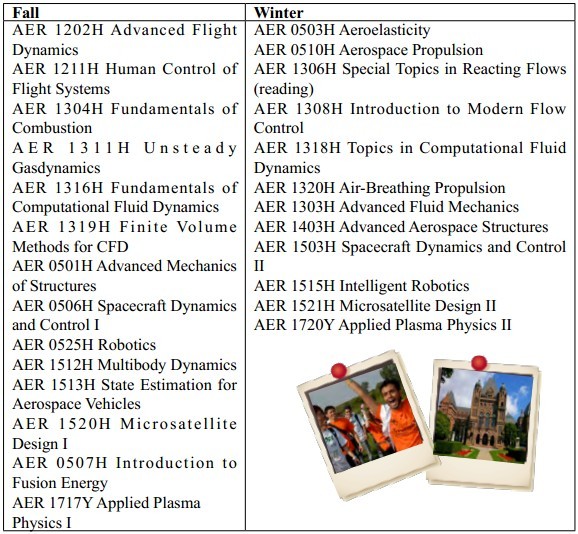 Fall
AER 1202H Advanced Flight
Dynamics
AER 1211H Human Control of
Flight Systems
AER 1304H Fundamentals of
Combustion
AER 1311H Unsteady
Gasdynamics
AER 1316H Fundamentals of
Computational Fluid Dynamics
AER 1319H Finite Volume
Methods for CFD
AER 0501H Advanced Mechanics
of Structures
AER 0506H Spacecraft Dynamics
and Control I
AER 0525H Robotics
AER 1512H Multibody Dynamics
AER 1513H State Estimation for
Aerospace Vehicles
AER 1520H Microsatellite
Design I
AER 0507H Introduction to
Fusion Energy
AER 1717Y Applied Plasma
Physics I
Winter
AER 0503H Aeroelasticity
AER 0510H Aerospace Propulsion
AER 1306H Special Topics in Reacting Flows
(reading)
AER 1308H Introduction to Modern Flow
Control
AER 1318H Topics in Computational Fluid
Dynamics
AER 1320H Air-Breathing Propulsion
AER 1303H Advanced Fluid Mechanics
AER 1403H Advanced Aerospace Structures
AER 1503H Spacecraft Dynamics and Control
II
AER 1515H Intelligent Robotics
AER 1521H Microsatellite Design II
AER 1720Y Applied Plasma Physics II